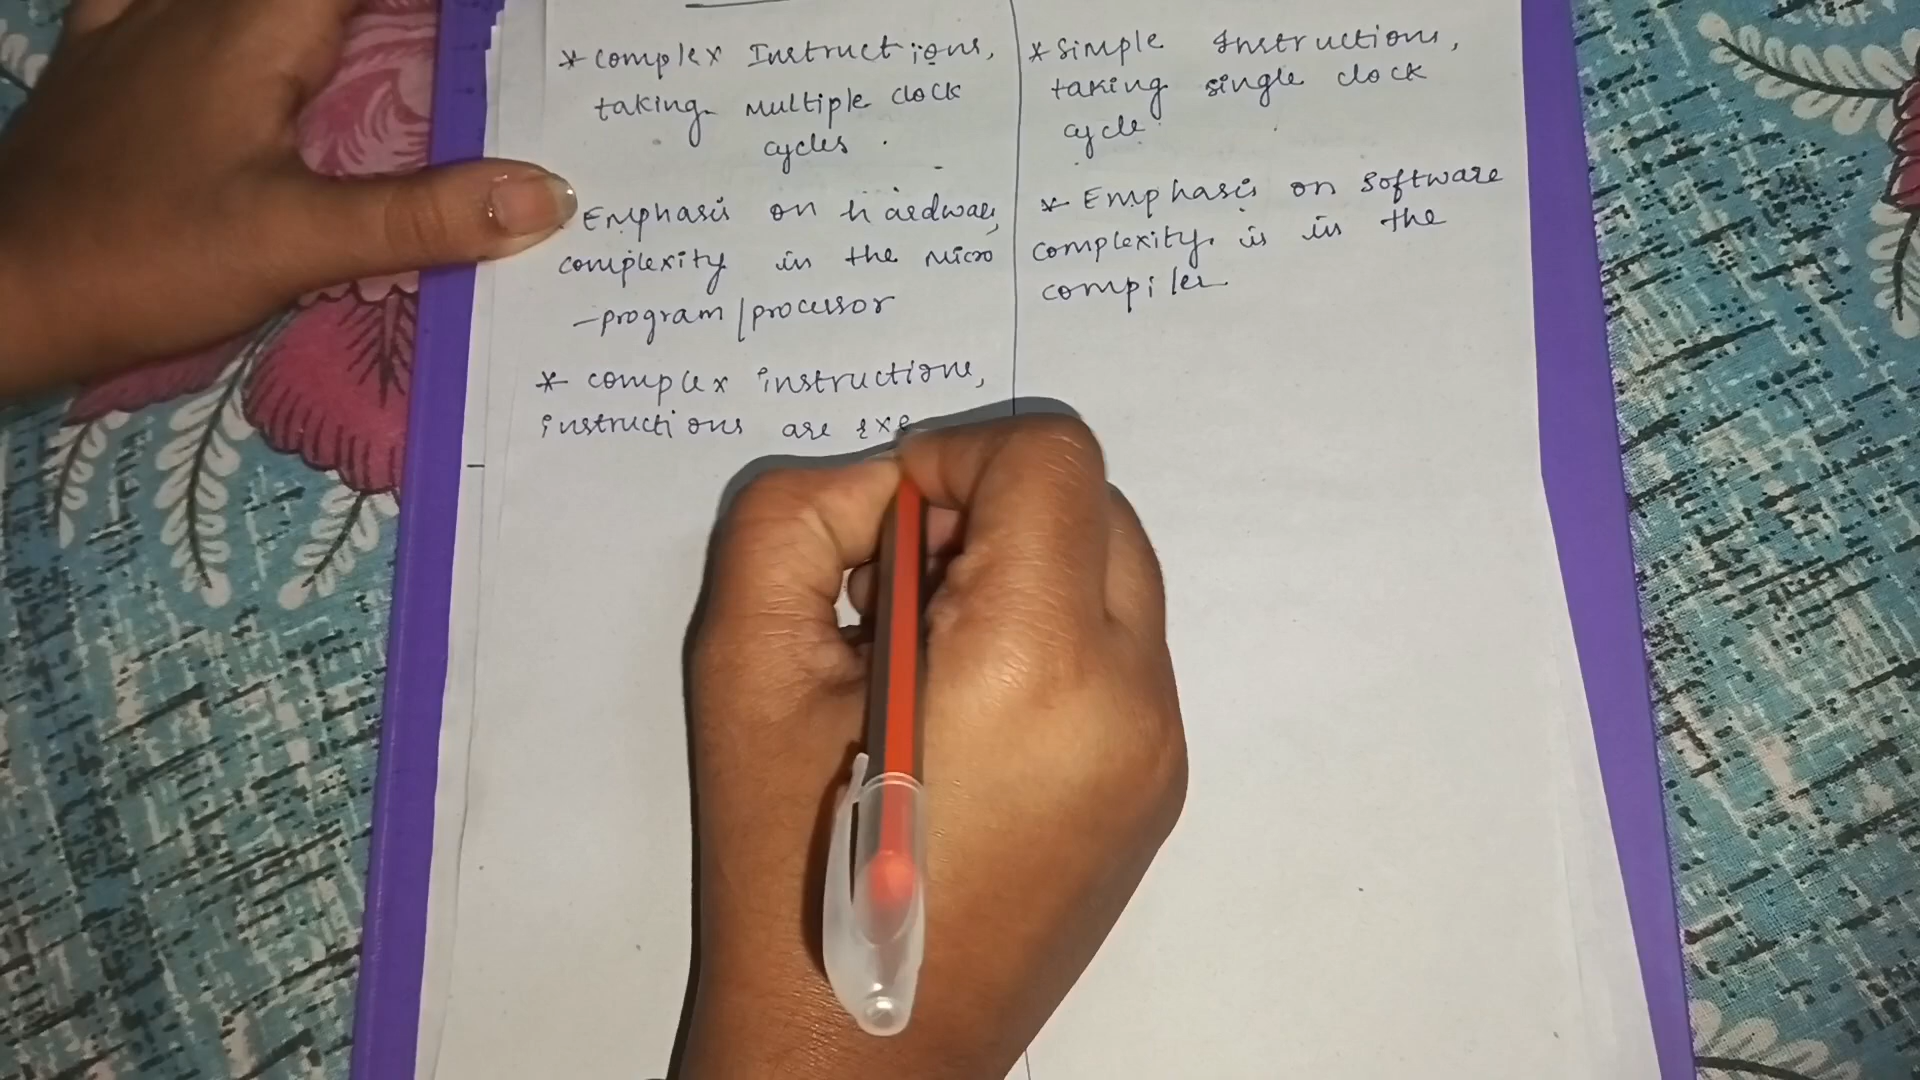 * complex Instructions,
taking multiple clock
cycles.
Emphasis on hardware,
complexity in the micro
-program/processor
* complex instructions,
instructions are exe
* simple Instructions,
taking single clock
cycle
* Emphasis on software
complexity is in the
compiler